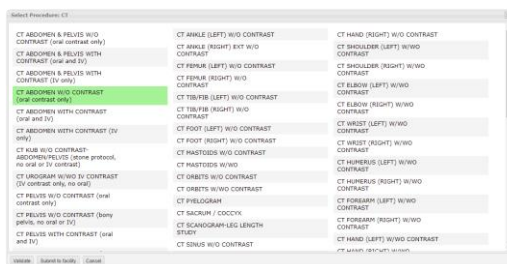 Select Procedure: CT
CT ABDOMEN & PELVIS W/O
CONTRAST (oral contrast only)
CT ABDOMEN & PELVIS WITH
CONTRAST (oral and IV)
CT ABDOMEN & PELVIS WITH
CONTRAST (IV only)
CT ABDOMEN W/O CONTRAST
(oral contrast only)
CT ABDOMEN WITH CONTRAST
(oral and IV)
CT ABDOMEN WITH CONTRAST (IV
only)
CT KUB W/O CONTRAST-
ABDOMEN/PELVIS (stone protocol,
no oral or IV contrast)
CT UROGRAM W/WO IV CONTRAST
(IV contrast only, no oral)
CT PELVIS W/O CONTRAST (oral
contrast only)
CT PELVIS W/O CONTRAST (bony
pelvis, no oral or IV)
CT PELVIS WITH CONTRAST (oral
and IV)
CT ANKLE (LEFT) W/O CONTRAST
CT ANKLE (RIGHT) EXT W/O
CONTRAST
CT FEMUR (LEFT) W/O CONTRAST
CT FEMUR (RIGHT) W/O
CONTRAST
CT TIB/FIB (LEFT) W/O CONTRAST
CT TIB/FIB (RIGHT) W/O
CONTRAST
CT FOOT (LEFT) W/O CONTRAST
CT FOOT (RIGHT) W/O CONTRAST
CT MASTOIDS W/O CONTRAST
CT MASTOIDS W/WO
CT ORBITS W/O CONTRAST
CT ORBITS W/WO CONTRAST
CT PYELOGRAM
CT SACRUM / COCCYX
CT SCANOGRAM-LEG LENGTH
STUDY
CT SINUS W/O CONTRAST
CT HAND (RIGHT) W/O CONTRAST
CT SHOULDER (LEFT) W/WO
CONTRAST
CT SHOULDER (RIGHT) W/WO
CONTRAST
CT ELBOW (LEFT) W/WO
CONTRAST
CT ELBOW (RIGHT) W/WO
CONTRAST
CT WRIST (LEFT) W/WO
CONTRAST
CT WRIST (RIGHT) W/WO
CONTRAST
CT HUMERUS (LEFT) W/WO
CONTRAST
CT HUMERUS (RIGHT) W/WO
CONTRAST
CT FOREARM (LEFT) W/WO
CONTRAST
CT FOREARM (RIGHT) W/WO
CONTRAST
CT HAND (LEFT) W/WO CONTRAST
CT HAND (RIGHT) W/WO
Validate Submit to facility Cancel